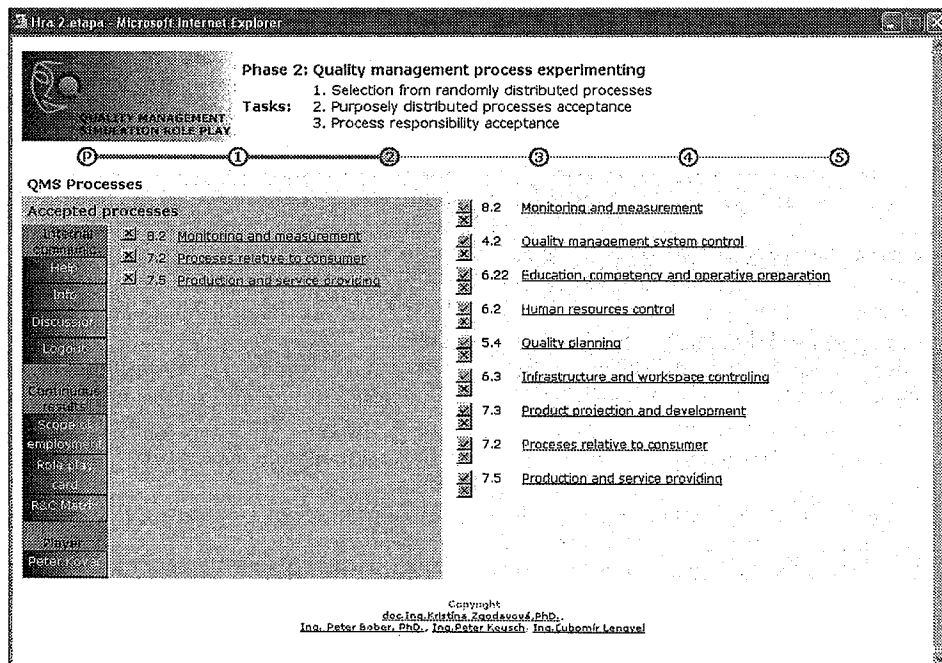 Hra 2.etapa - Microsoft Internet Explorer
Phase 2: Quality management process experimenting
1. Selection from randomly distributed processes
Tasks: 2. Purposely distributed processes acceptance
3. Process responsibility acceptance
QUALITY MANAGEMENT
SIMULATION ROLE PLAY
P 1 2 3 4 5
QMS Processes
Accepted processes
8.2 Monitoring and measurement
7.2 Proceses relative to consumer
7.5 Production and service providing
Internal
Help
Info
Discussion
Logout
Continuous
results
Scope of
employment
Role play
card
R&C Matrix
Player
Peter Kovac
8.2 Monitoring and measurement
4.2 Quality management system control
6.22 Education, competency and operative preparation
6.2 Human resources control
5.4 Quality planning
6.3 Infrastructure and workspace controling
7.3 Product projection and development
7.2 Proceses relative to consumer
7.5 Production and service providing
Copyright
doc.Ing.Kristína Zgodavová,PhD.,
Ing. Peter Bober, PhD., Ing.Peter Keusch, Ing.Ľubomír Lengyel